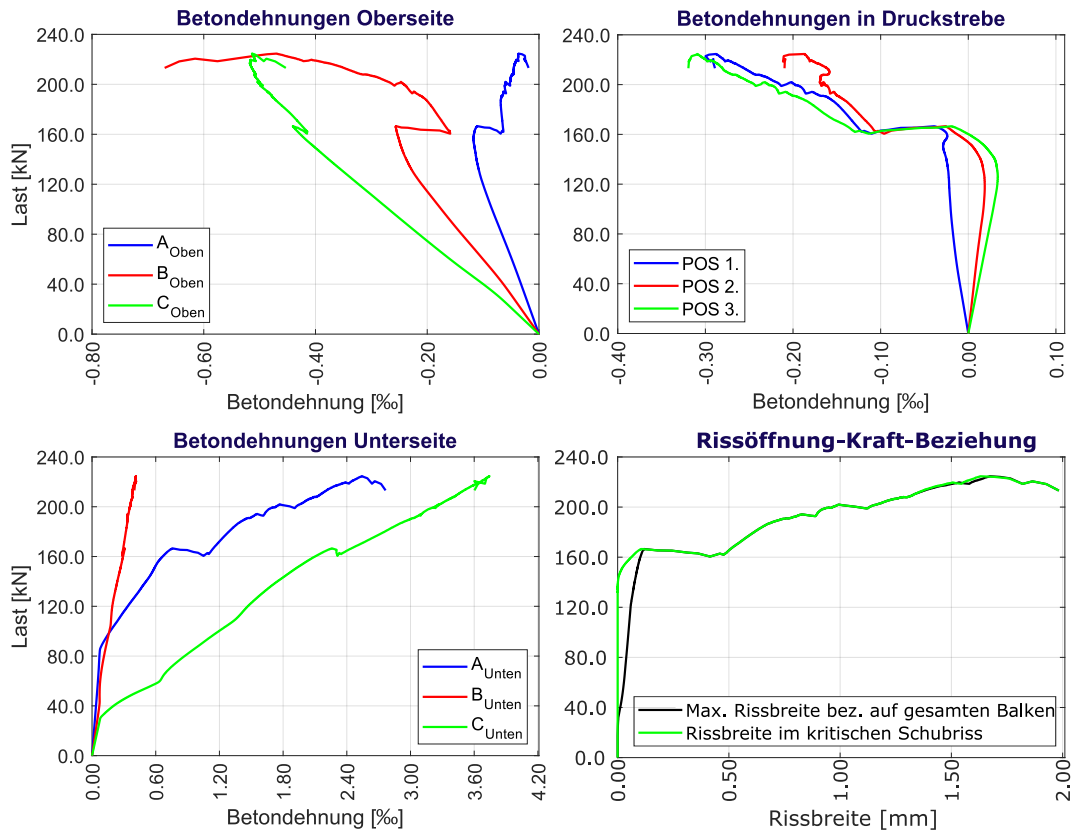 Betondehnungen Oberseite
240.0
200.0
160.0
120.0
80.0
40.0
0.0
Last [kN]
A_Oben
B_Oben
C_Oben
-0.80
-0.60
-0.40
-0.20
0.00
Betondehnung [‰]
Betondehnungen in Druckstrebe
240.0
200.0
160.0
120.0
80.0
40.0
0.0
POS 1.
POS 2.
POS 3.
-0.40
-0.30
-0.20
-0.10
0.00
0.10
Betondehnung [‰]
Betondehnungen Unterseite
240.0
200.0
160.0
120.0
80.0
40.0
0.0
Last [kN]
A_Unten
B_Unten
C_Unten
0.00
0.60
1.20
1.80
2.40
3.00
3.60
4.20
Betondehnung [‰]
Rissöffnung-Kraft-Beziehung
240.0
200.0
160.0
120.0
80.0
40.0
0.0
Max. Rissbreite bez. auf gesamten Balken
Rissbreite im kritischen Schubriss
0.00
0.50
1.00
1.50
2.00
Rissbreite [mm]